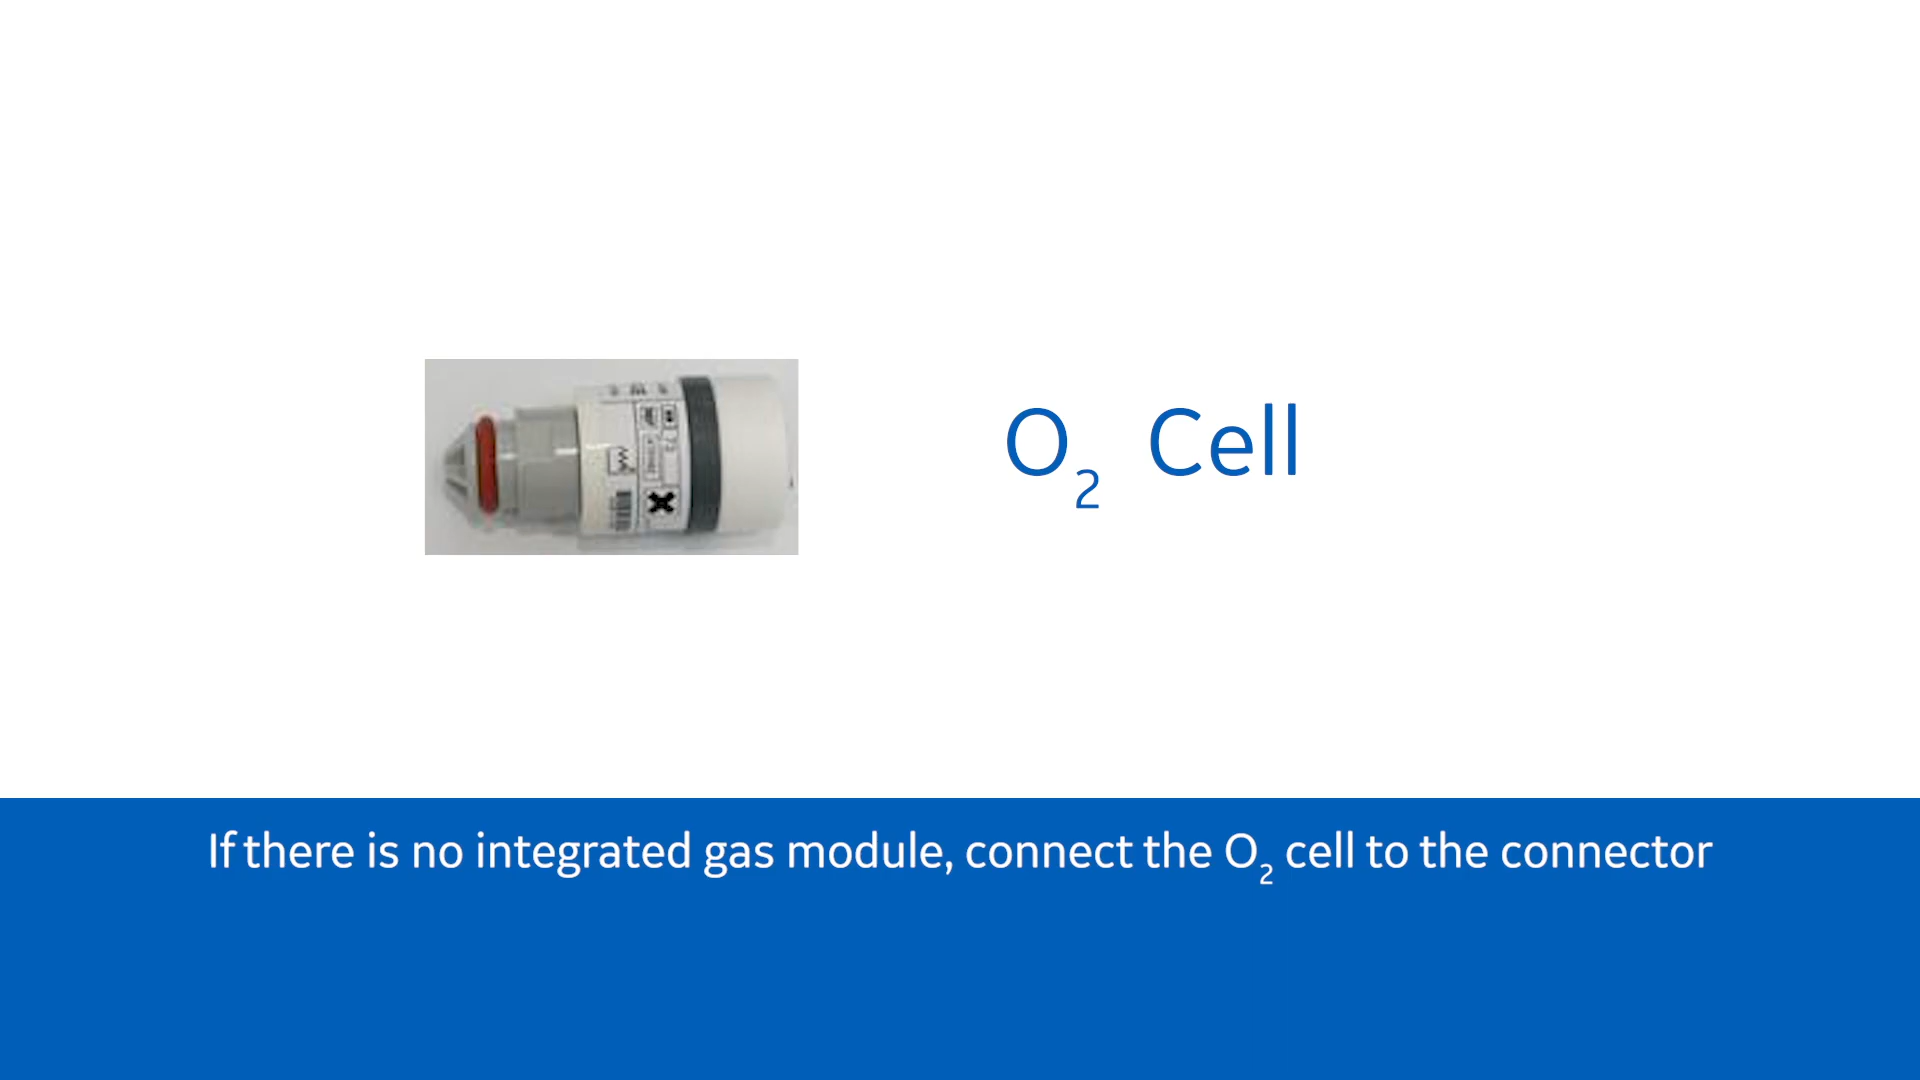 O₂ Cell
If there is no integrated gas module, connect the O₂ cell to the connector